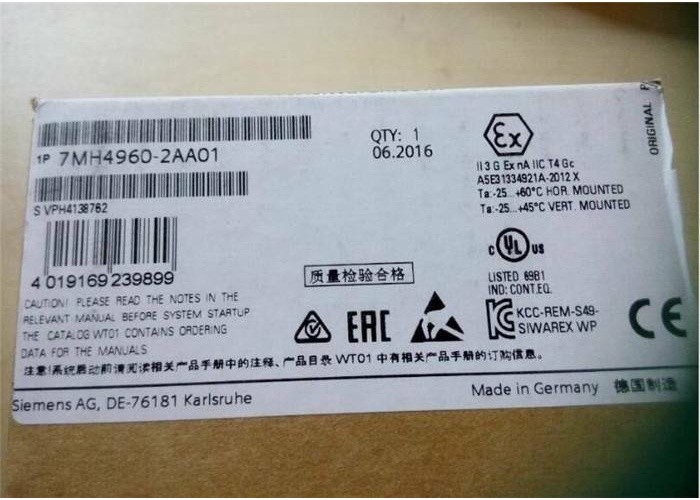 1P 7MH4960-2AA01
QTY: 1
06.2016
S VPH4138762
4 019169 239899
CAUTION! PLEASE READ THE NOTES IN THE
RELEVANT MANUAL BEFORE SYSTEM STARTUP
THE CATALOG WT01 CONTAINS ORDERING
DATA FOR THE MANUALS
注意!系统启动前请阅读相关产品手册中的注释、产品目录 WT01 中有相关产品手册的订购信息。
质量检验合格
EAC
Ex
II 3 G Ex nA IIC T4 Gc
A5E31334921A-2012 X
Ta:-25...+60°C HOR. MOUNTED
Ta:-25...+45°C VERT. MOUNTED
C UL US
LISTED 69B1
IND: CONT.EQ.
KCC-REM-S49-
SIWAREX WP
CE
ORIGINAL
Siemens AG, DE-76181 Karlsruhe
Made in Germany 德国制造